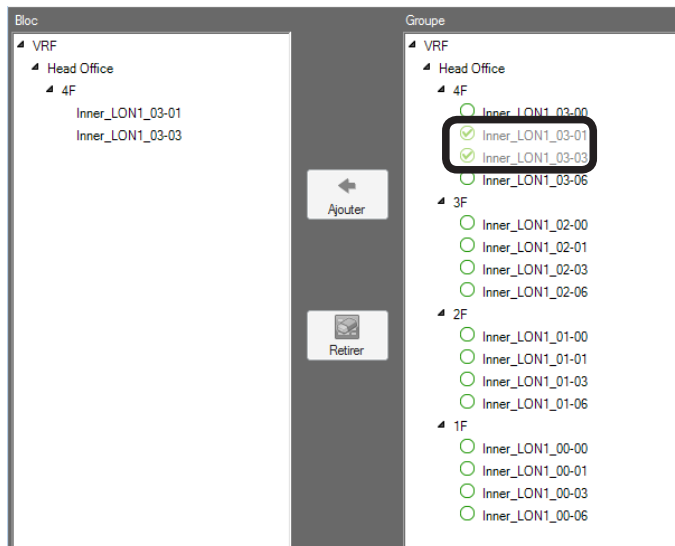 Bloc
VRF
Head Office
4F
Inner_LON1_03-01
Inner_LON1_03-03
Ajouter
Retirer
Groupe
VRF
Head Office
4F
Inner_LON1_03-00
Inner_LON1_03-01
Inner_LON1_03-03
Inner_LON1_03-06
3F
Inner_LON1_02-00
Inner_LON1_02-01
Inner_LON1_02-03
Inner_LON1_02-06
2F
Inner_LON1_01-00
Inner_LON1_01-01
Inner_LON1_01-03
Inner_LON1_01-06
1F
Inner_LON1_00-00
Inner_LON1_00-01
Inner_LON1_00-03
Inner_LON1_00-06